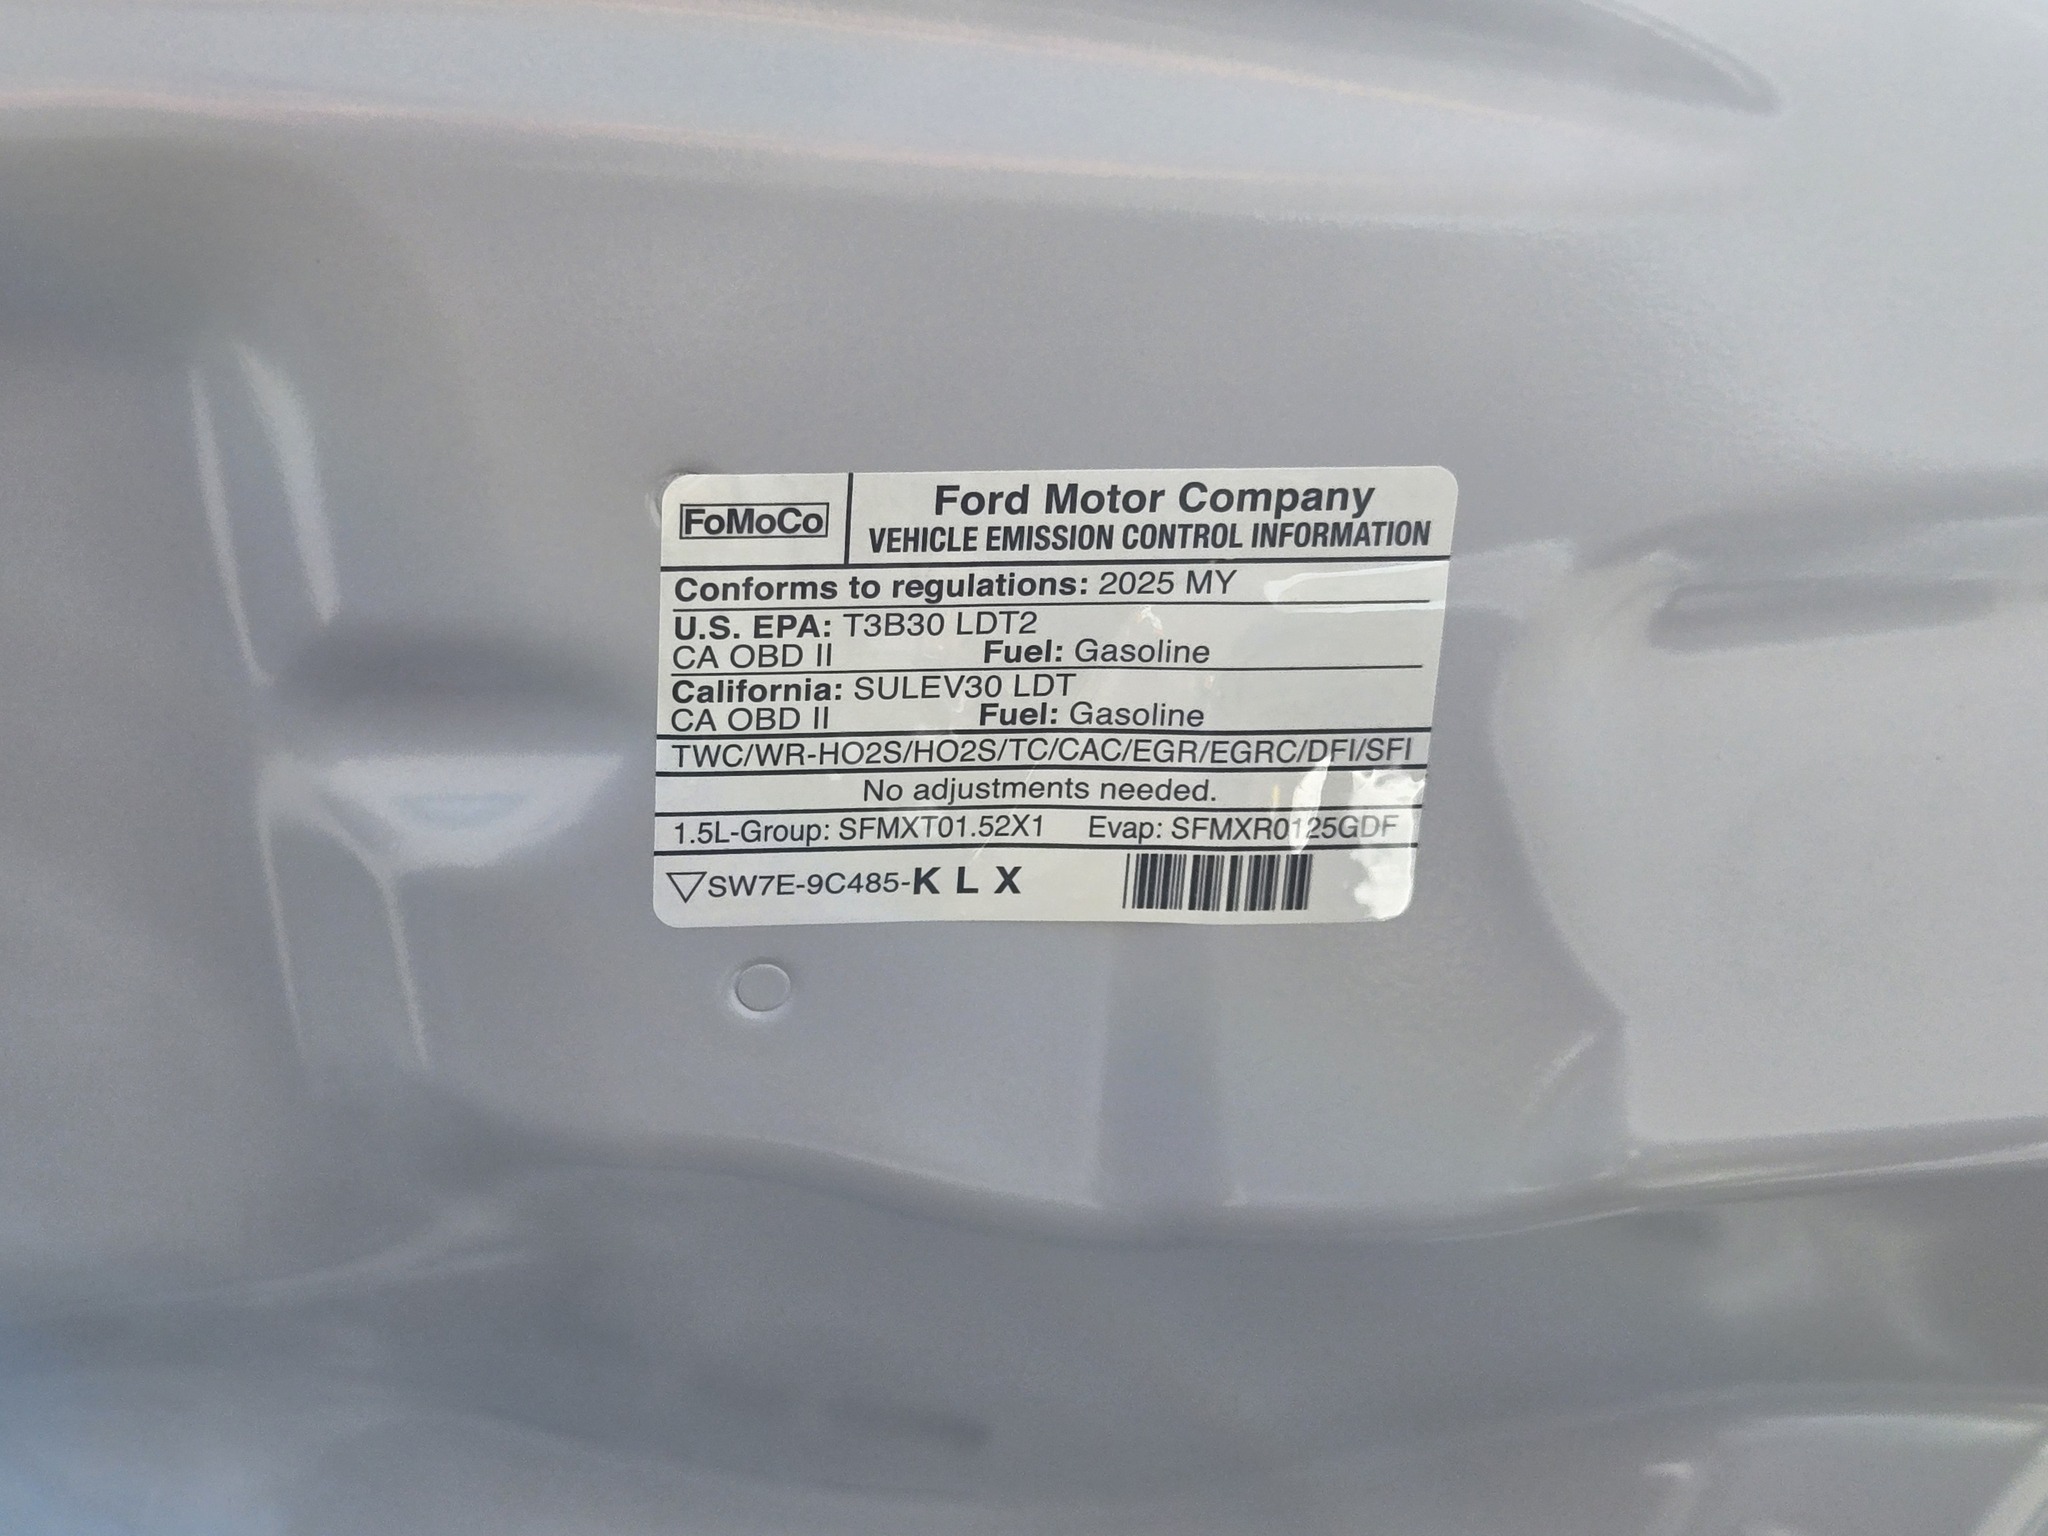 FoMoCo
Ford Motor Company
VEHICLE EMISSION CONTROL INFORMATION
Conforms to regulations: 2025 MY
U.S. EPA: T3B30 LDT2
CA OBD II Fuel: Gasoline
California: SULEV30 LDT
CA OBD II Fuel: Gasoline
TWC/WR-HO2S/HO2S/TC/CAC/EGR/EGRC/DFI/SFI
No adjustments needed.
1.5L-Group: SFMXT01.52X1 Evap: SFMXR0125GDF
SW7E-9C485-K L X